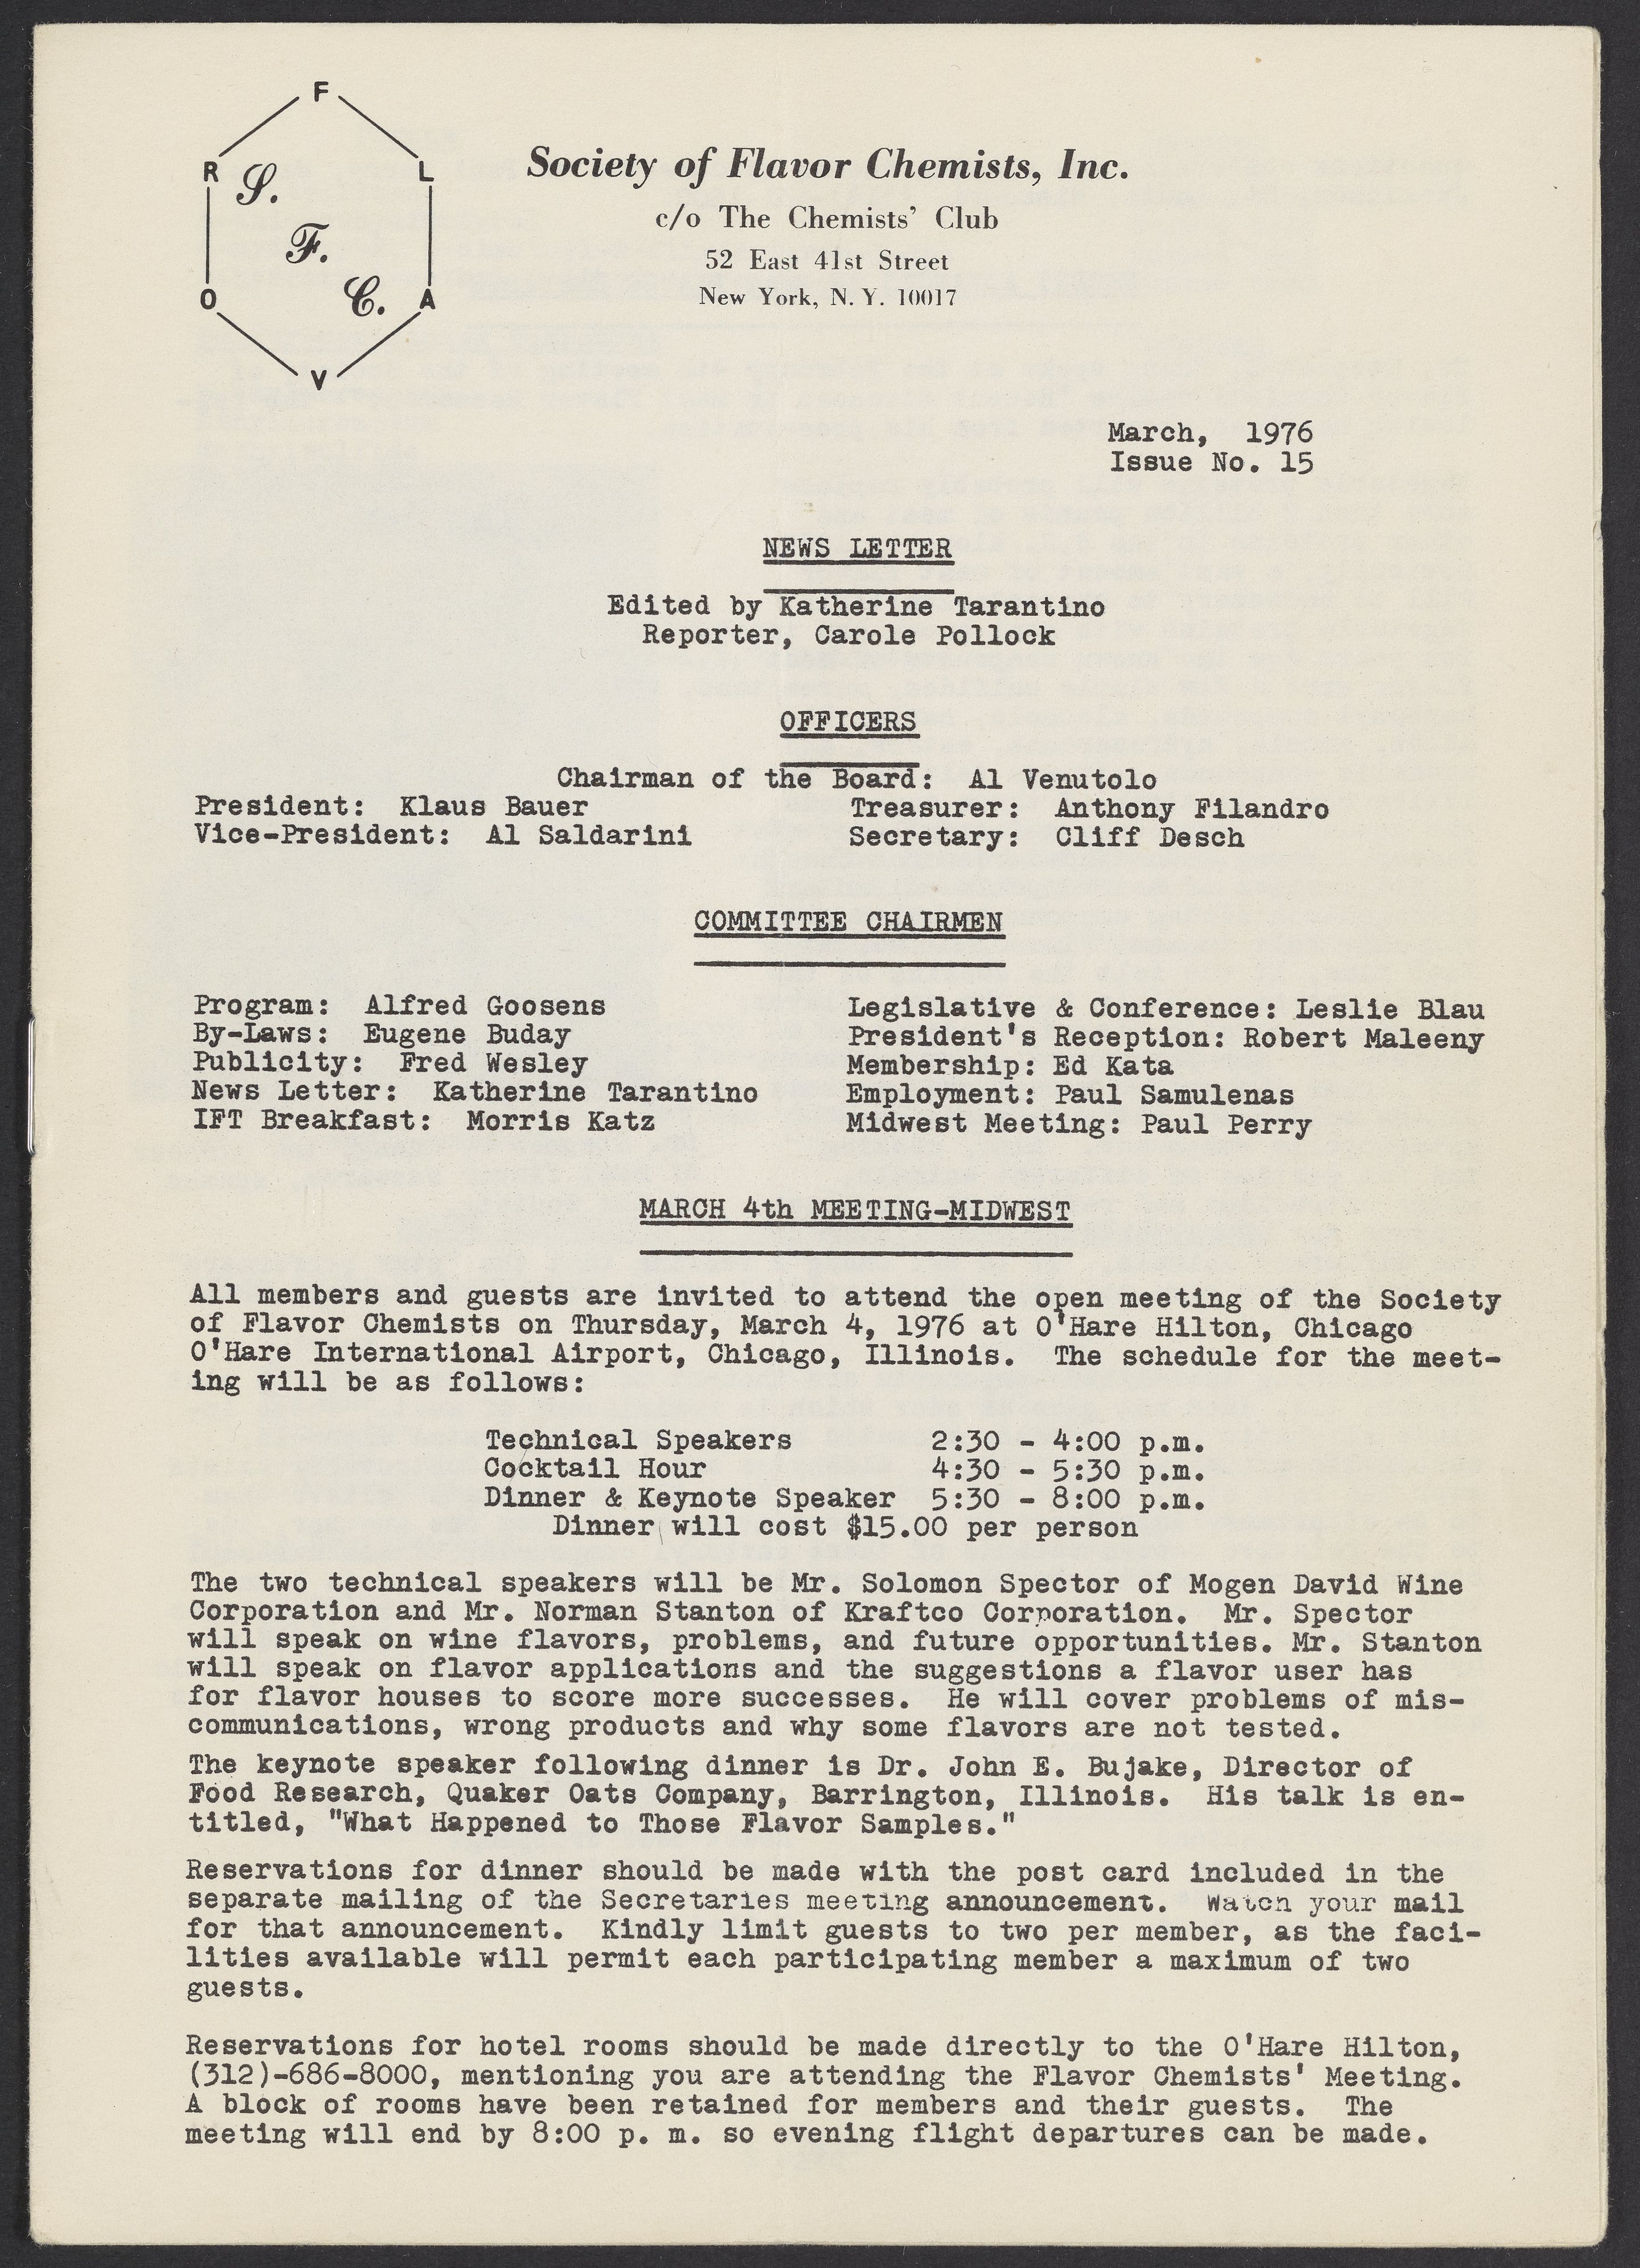 F
R L
S.
F.
C.
O A
V
Society of Flavor Chemists, Inc.
c/o The Chemists' Club
52 East 41st Street
New York, N. Y. 10017
March, 1976
Issue No. 15
NEWS LETTER
Edited by Katherine Tarantino
Reporter, Carole Pollock
OFFICERS
Chairman of the Board: Al Venutolo
President: Klaus Bauer Treasurer: Anthony Filandro
Vice-President: Al Saldarini Secretary: Cliff Desch
COMMITTEE CHAIRMEN
Program: Alfred Goosens Legislative & Conference: Leslie Blau
By-Laws: Eugene Buday President's Reception: Robert Maleeny
Publicity: Fred Wesley Membership: Ed Kata
News Letter: Katherine Tarantino Employment: Paul Samulenas
IFT Breakfast: Morris Katz Midwest Meeting: Paul Perry
MARCH 4th MEETING-MIDWEST
All members and guests are invited to attend the open meeting of the Society
of Flavor Chemists on Thursday, March 4, 1976 at O'Hare Hilton, Chicago
O'Hare International Airport, Chicago, Illinois. The schedule for the meet-
ing will be as follows:
Technical Speakers 2:30 - 4:00 p.m.
Cocktail Hour 4:30 - 5:30 p.m.
Dinner & Keynote Speaker 5:30 - 8:00 p.m.
Dinner will cost $15.00 per person
The two technical speakers will be Mr. Solomon Spector of Mogen David Wine
Corporation and Mr. Norman Stanton of Kraftco Corporation. Mr. Spector
will speak on wine flavors, problems, and future opportunities. Mr. Stanton
will speak on flavor applications and the suggestions a flavor user has
for flavor houses to score more successes. He will cover problems of mis-
communications, wrong products and why some flavors are not tested.
The keynote speaker following dinner is Dr. John E. Bujake, Director of
Food Research, Quaker Oats Company, Barrington, Illinois. His talk is en-
titled, "What Happened to Those Flavor Samples."
Reservations for dinner should be made with the post card included in the
separate mailing of the Secretaries meeting announcement. Watch your mail
for that announcement. Kindly limit guests to two per member, as the faci-
lities available will permit each participating member a maximum of two
guests.
Reservations for hotel rooms should be made directly to the O'Hare Hilton,
(312)-686-8000, mentioning you are attending the Flavor Chemists' Meeting.
A block of rooms have been retained for members and their guests. The
meeting will end by 8:00 p. m. so evening flight departures can be made.